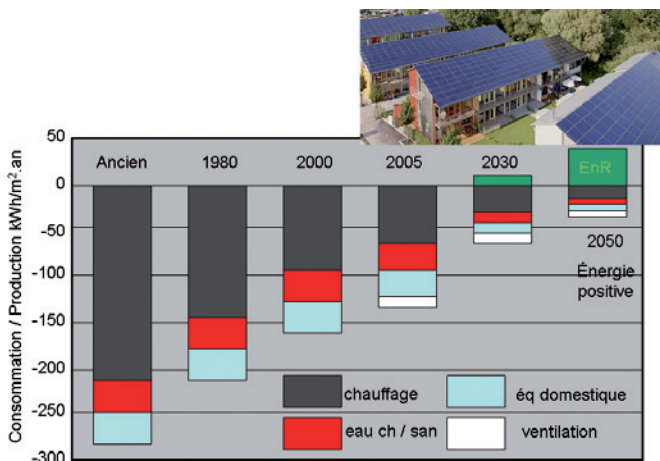 Consommation / Production kWh/m².an
50
0
-50
-100
-150
-200
-250
-300
Ancien
1980
2000
2005
2030
EnR
2050
Énergie
positive
chauffage
éq domestique
eau ch / san
ventilation